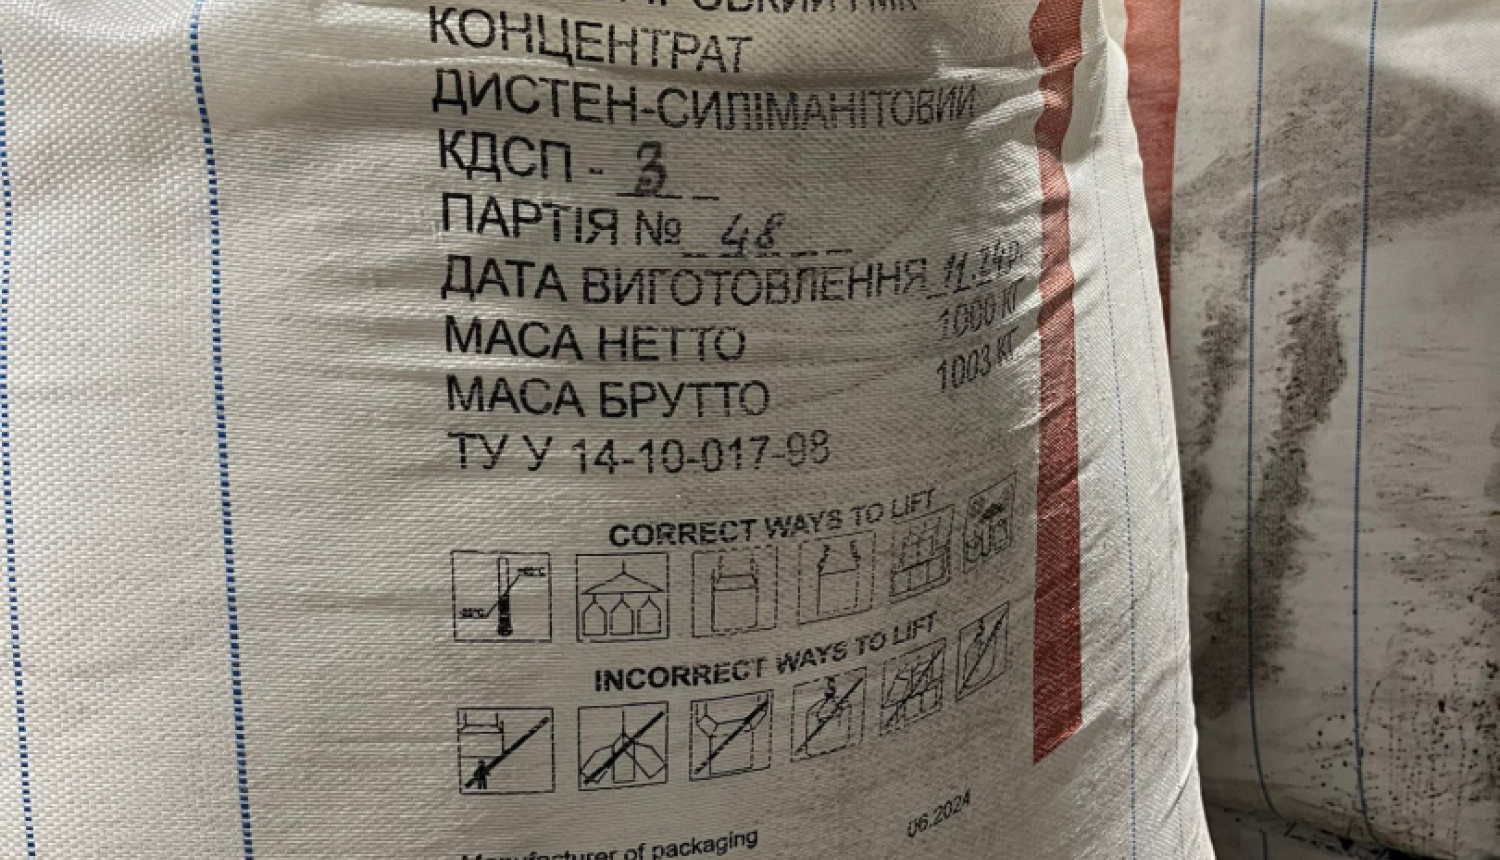 КОНЦЕНТРАТ
ДИСТЕН-СИЛІМАНІТОВИЙ
КДСП - 3
ПАРТІЯ № 48
ДАТА ВИГОТОВЛЕННЯ 11.24р.
МАСА НЕТТО 1000 КГ
МАСА БРУТТО 1003 КГ
ТУ У 14-10-017-98
CORRECT WAYS TO LIFT
INCORRECT WAYS TO LIFT
06.2024
Manufacturer of packaging